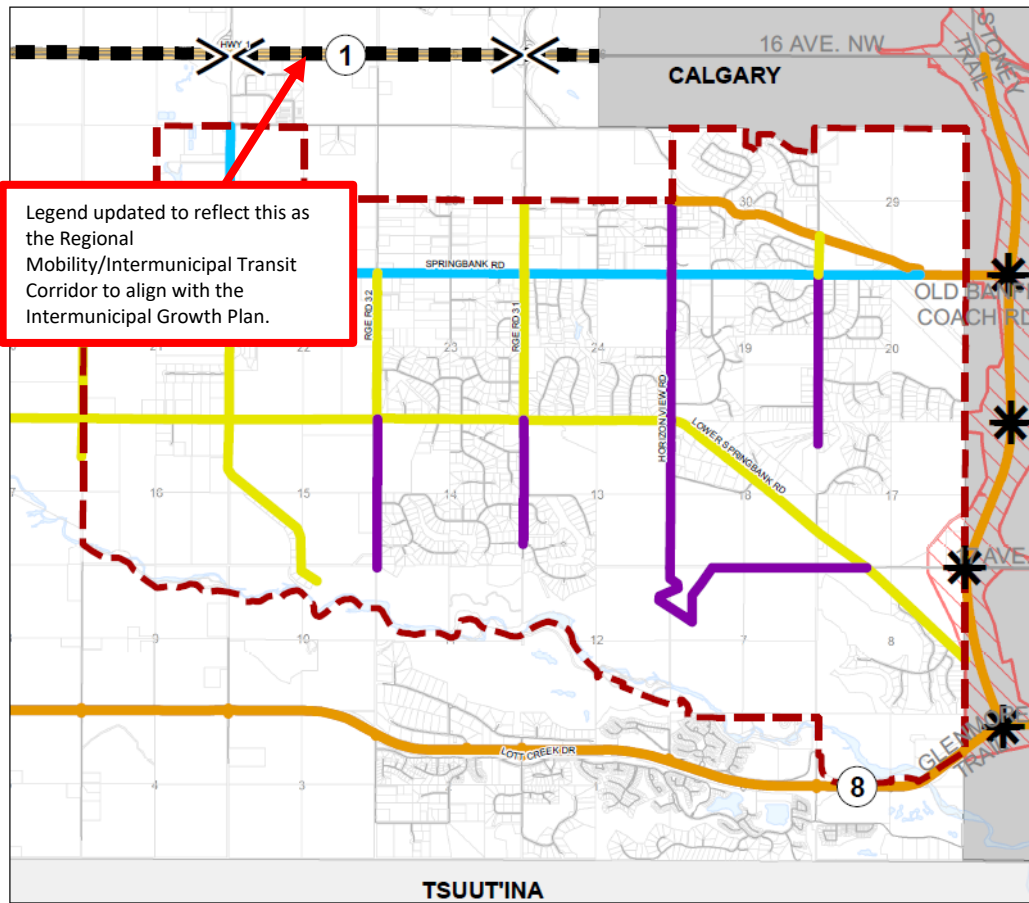 HWY 1
1
16 AVE. NW
STONEY
TRAIL
CALGARY
Legend updated to reflect this as
the Regional
Mobility/Intermunicipal Transit
Corridor to align with the
Intermunicipal Growth Plan.
30
29
SPRINGBANK RD
OLD BANFF
COACH RD
RGE RD 32
RGE RD 31
22
23
24
19
20
HORIZON VIEW RD
LOWER SPRINGBANK RD
16
15
14
13
18
17
AVE
9
10
12
7
8
GLENMORE
TRAIL
LOTT CREEK DR
8
4
3
TSUUT'INA